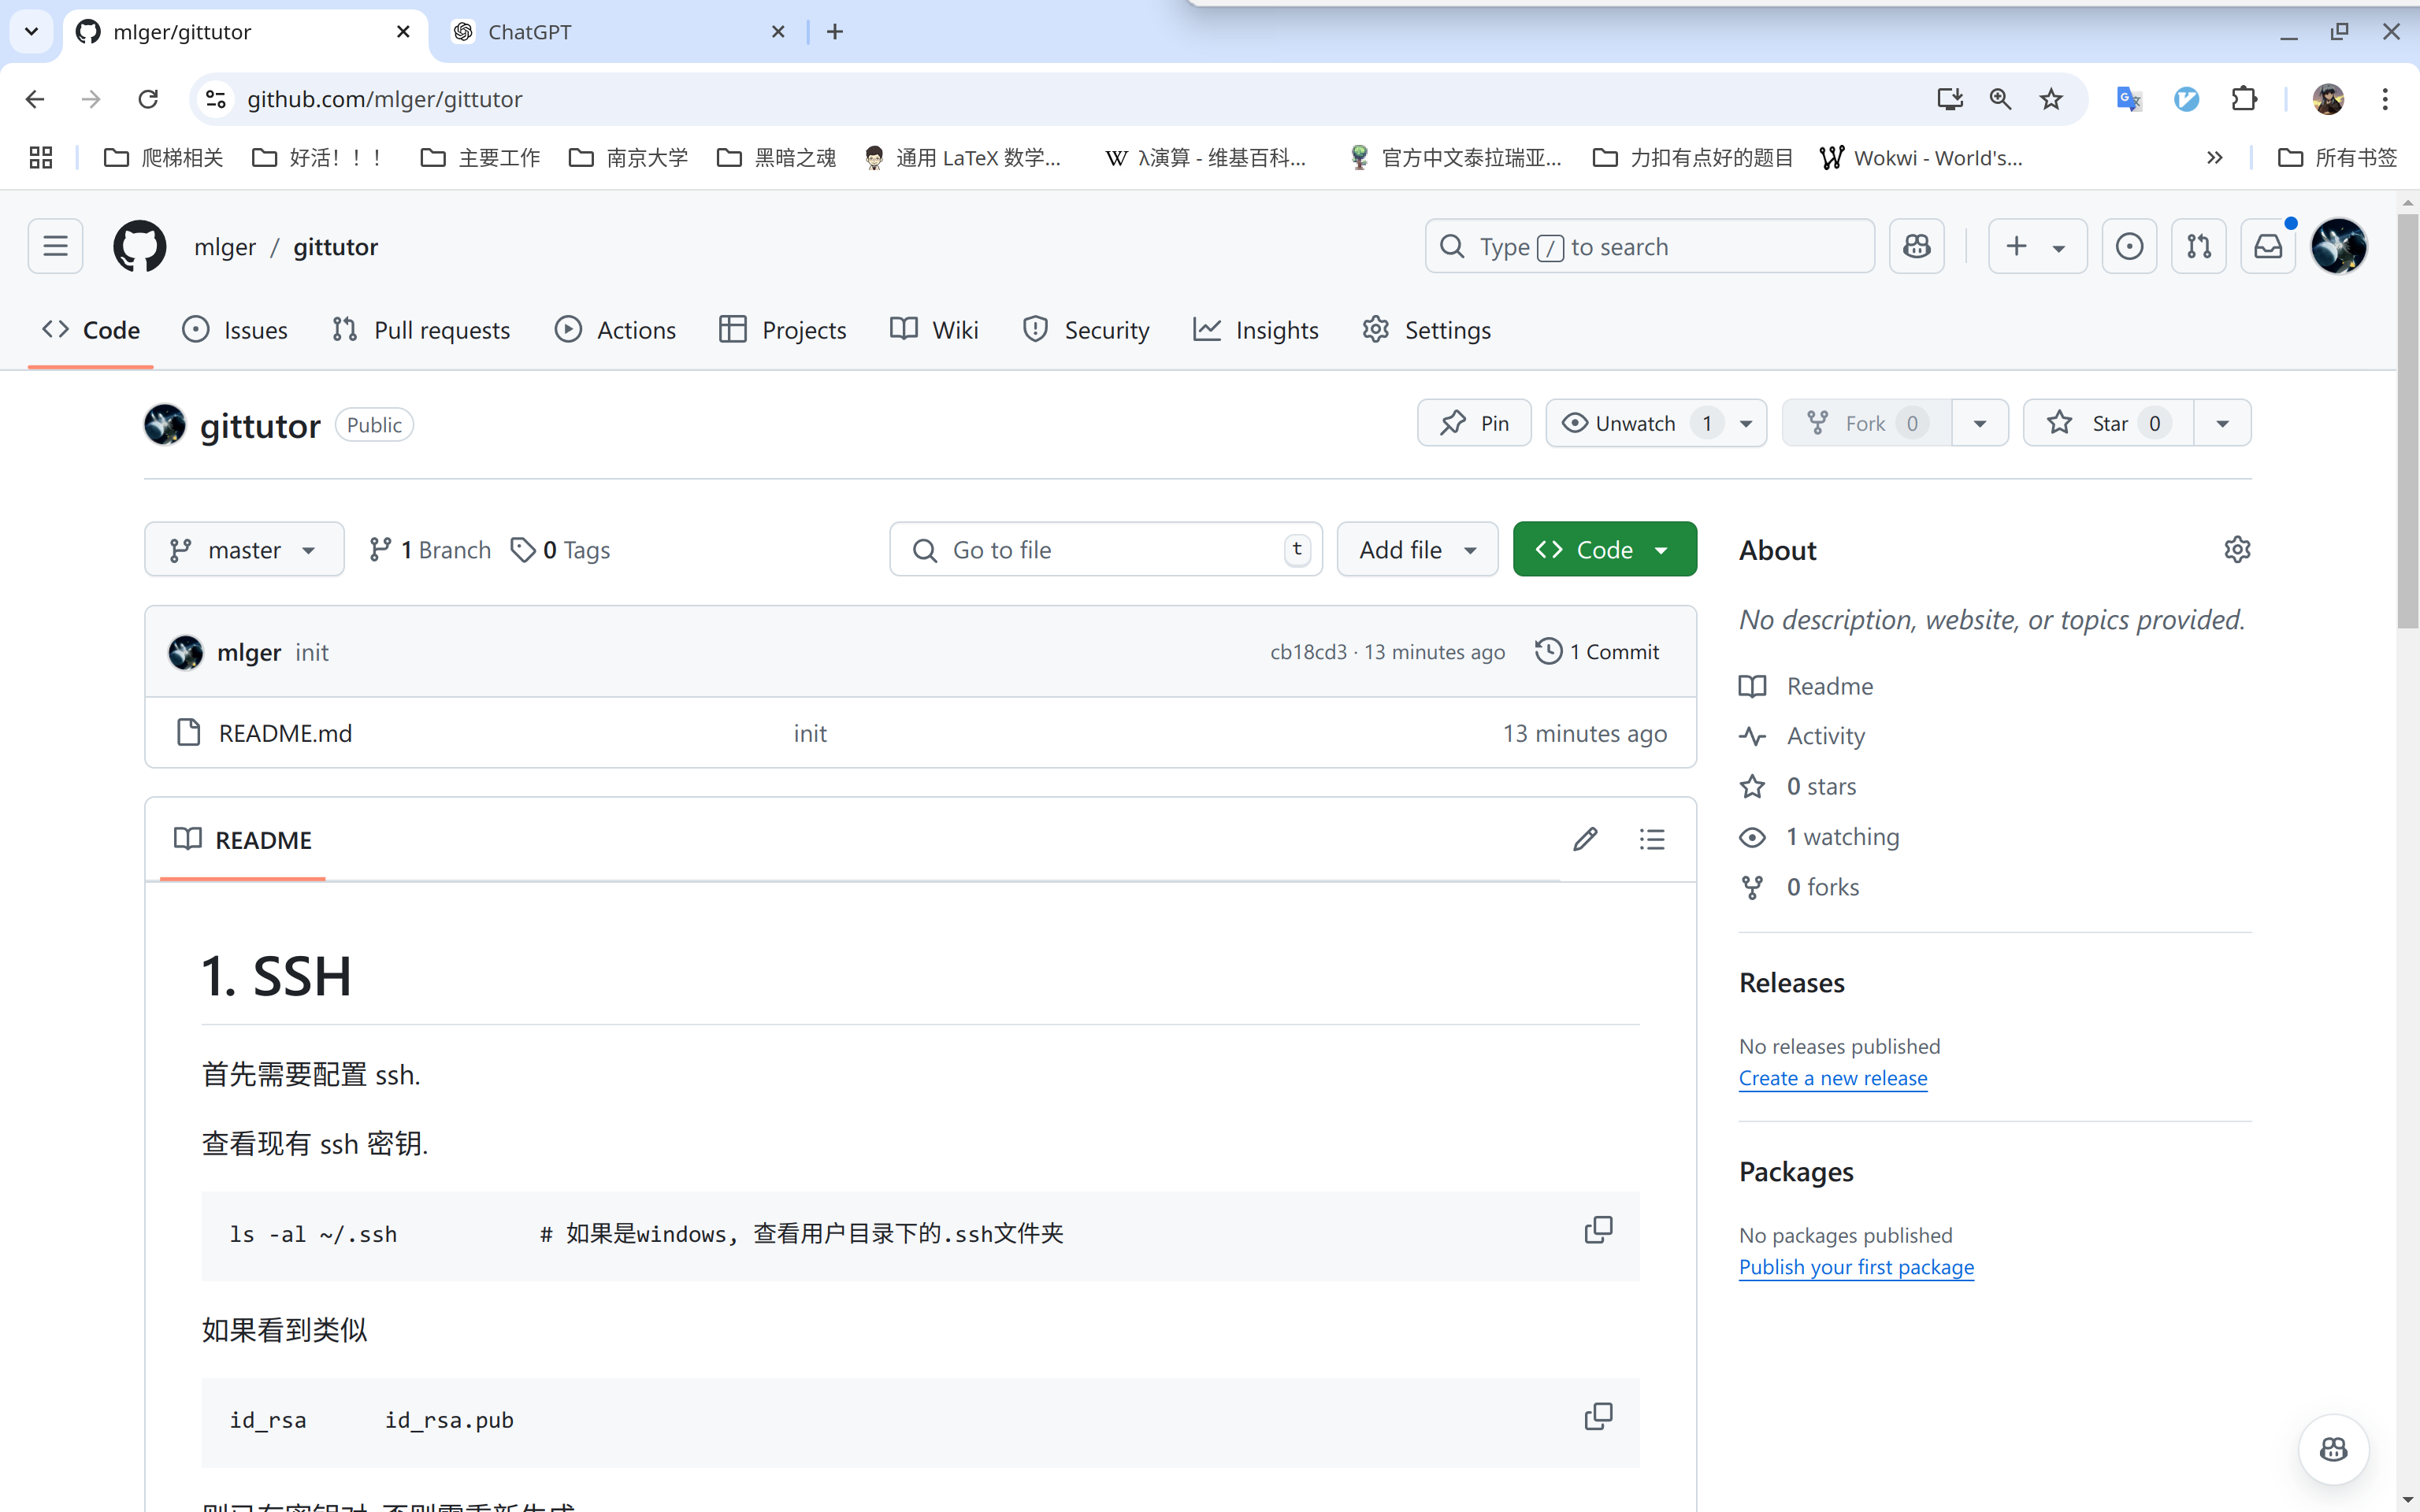 mlger/gittutor
ChatGPT
github.com/mlger/gittutor
爬梯相关 好活！！！ 主要工作 南京大学 黑暗之魂 通用 LaTeX 数学... λ演算 - 维基百科... 官方中文泰拉瑞亚... 力扣有点好的题目 Wokwi - World's... 所有书签
mlger / gittutor
Type / to search
Code Issues Pull requests Actions Projects Wiki Security Insights Settings
gittutor Public
Pin Unwatch 1 Fork 0 Star 0
master 1 Branch 0 Tags
Go to file t
Add file Code
About
No description, website, or topics provided.
mlger init cb18cd3 · 13 minutes ago 1 Commit
README.md init 13 minutes ago
Readme
Activity
0 stars
1 watching
0 forks
README
Releases
No releases published
Create a new release
Packages
No packages published
Publish your first package
1. SSH
首先需要配置 ssh.
查看现有 ssh 密钥.
ls -al ~/.ssh # 如果是windows, 查看用户目录下的.ssh文件夹
如果看到类似
id_rsa id_rsa.pub